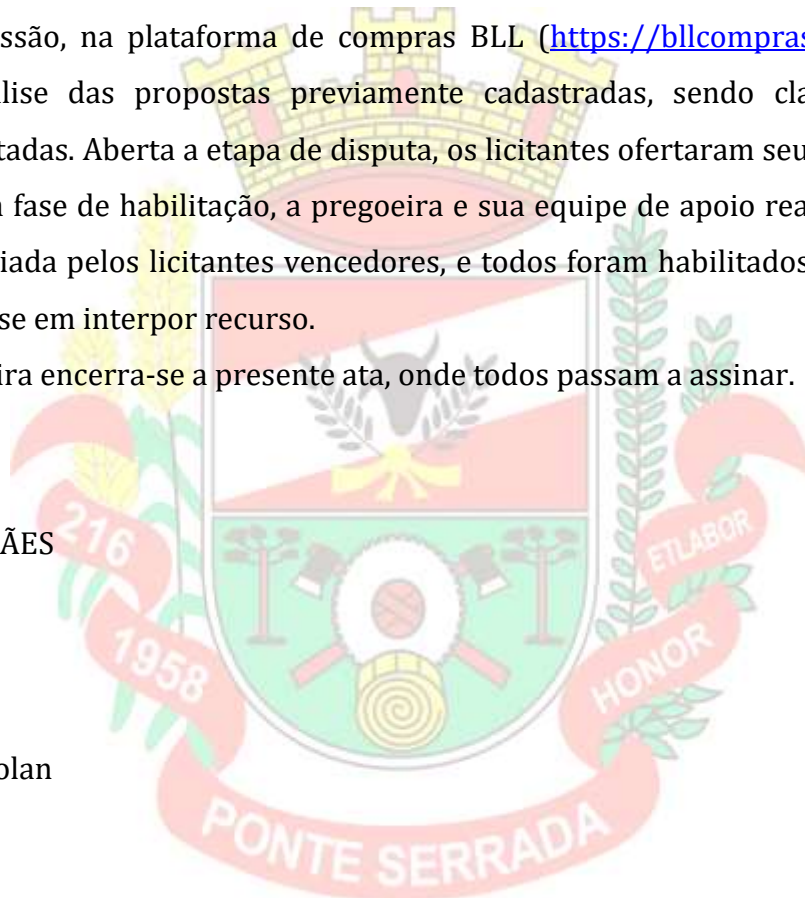 ssão, na plataforma de compras BLL (https://bllcompras
álise das propostas previamente cadastradas, sendo cla
tadas. Aberta a etapa de disputa, os licitantes ofertaram seu
n fase de habilitação, a pregoeira e sua equipe de apoio rea
iada pelos licitantes vencedores, e todos foram habilitados
se em interpor recurso.
ira encerra-se a presente ata, onde todos passam a assinar.
ÃES
olan
216
1958
ETLABOR
HONOR
PONTE SERRADA